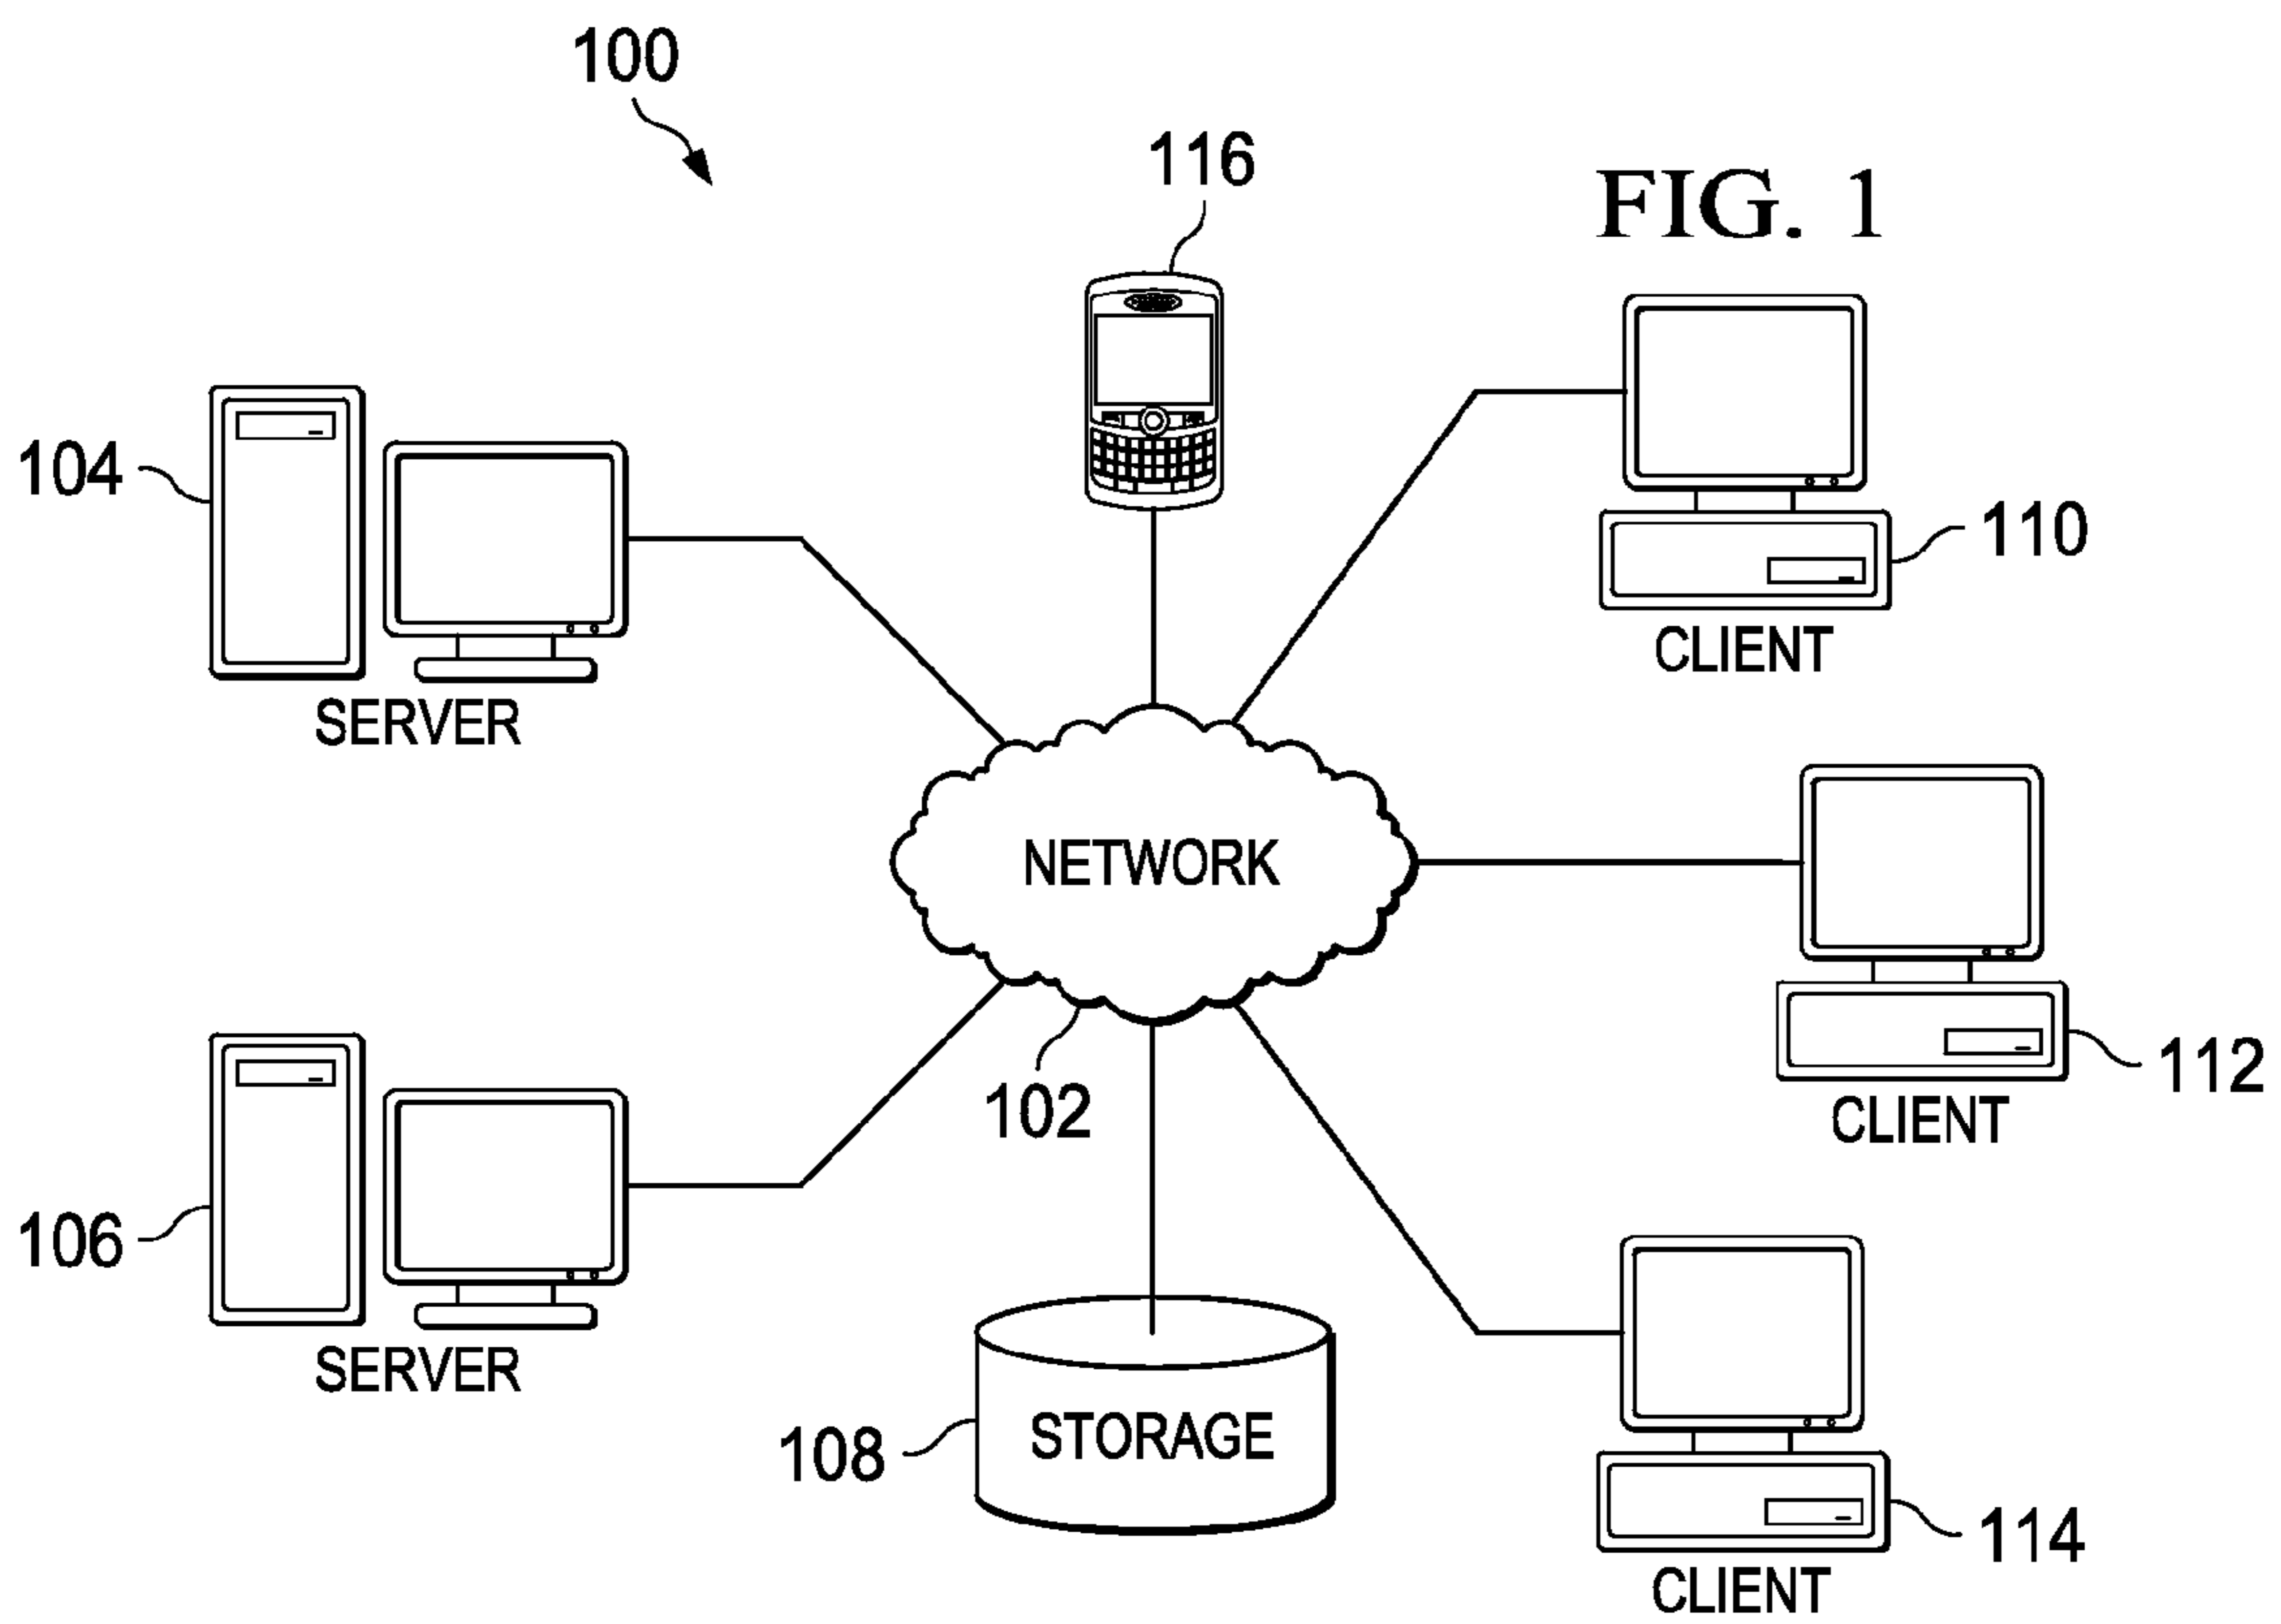 100
116
FIG. 1
104
110
CLIENT
SERVER
NETWORK
112
102
CLIENT
106
SERVER
STORAGE
108
114
CLIENT